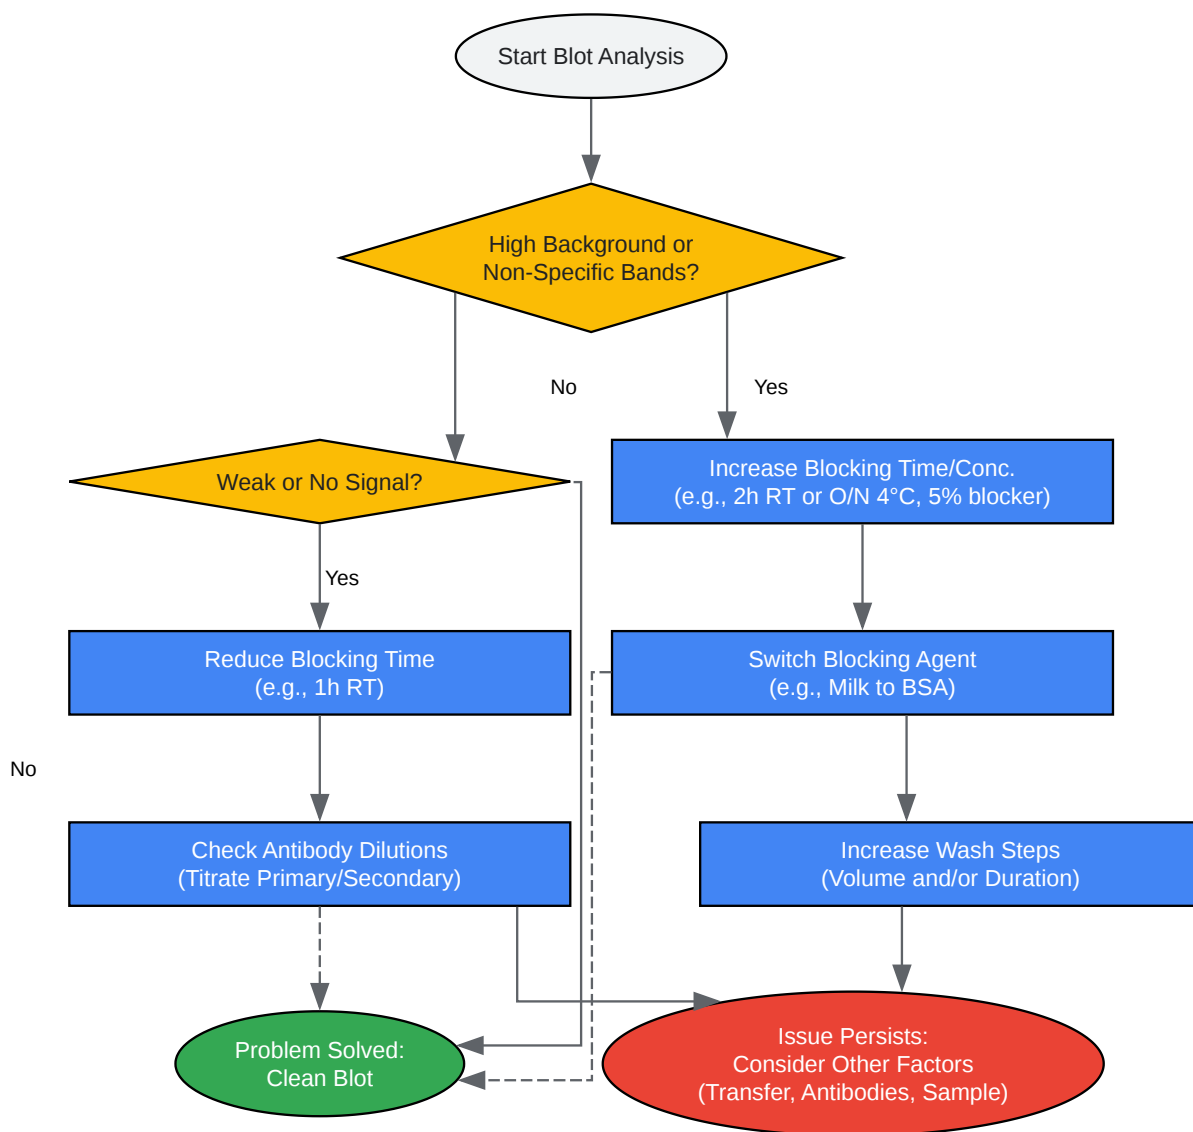 Start Blot Analysis
High Background or
Non-Specific Bands?
No
Yes
Weak or No Signal?
Increase Blocking Time/Conc.
(e.g., 2h RT or O/N 4°C, 5% blocker)
Yes
Reduce Blocking Time
(e.g., 1h RT)
Switch Blocking Agent
(e.g., Milk to BSA)
No
Check Antibody Dilutions
(Titrate Primary/Secondary)
Increase Wash Steps
(Volume and/or Duration)
Problem Solved:
Clean Blot
Issue Persists:
Consider Other Factors
(Transfer, Antibodies, Sample)